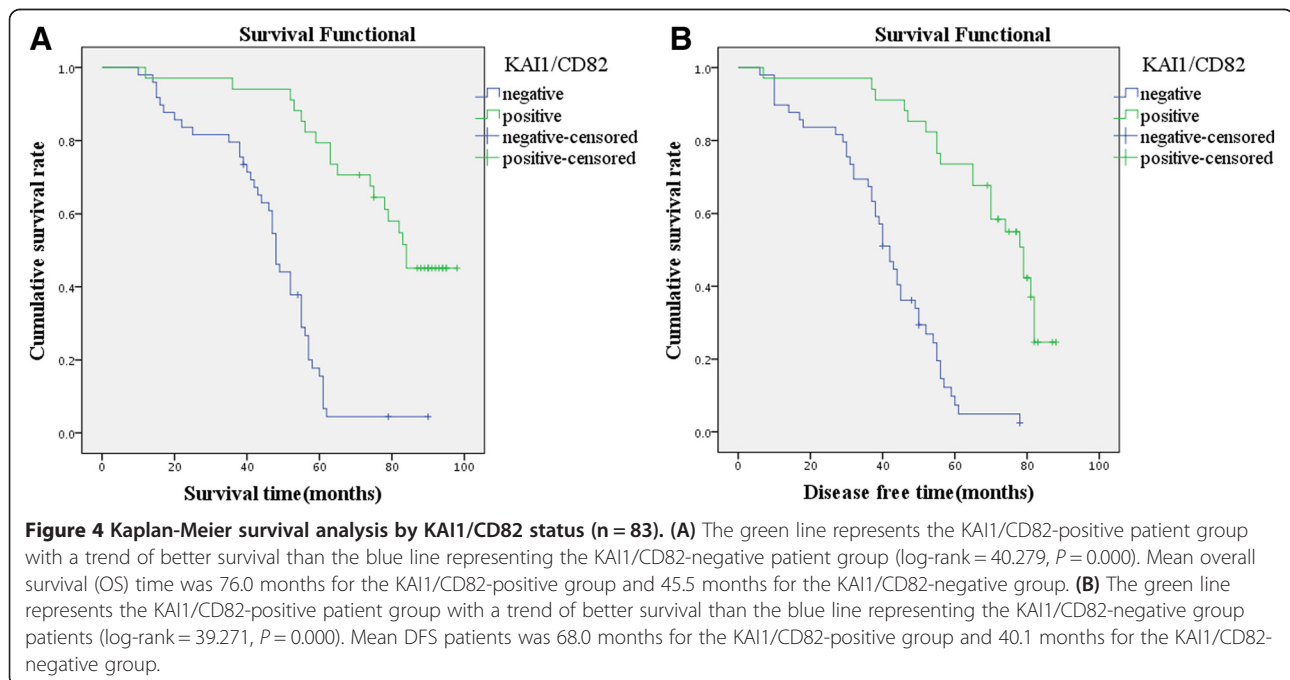 A
Survival Functional
KAI1/CD82
negative
positive
negative-censored
positive-censored
Cumulative survival rate
1.0
0.8
0.6
0.4
0.2
0.0
0 20 40 60 80 100
Survival time(months)
B
Survival Functional
KAI1/CD82
negative
positive
negative-censored
positive-censored
Cumulative survival rate
1.0
0.8
0.6
0.4
0.2
0.0
0 20 40 60 80 100
Disease free time(months)
Figure 4 Kaplan-Meier survival analysis by KAI1/CD82 status (n = 83). (A) The green line represents the KAI1/CD82-positive patient group
with a trend of better survival than the blue line representing the KAI1/CD82-negative patient group (log-rank = 40.279, P = 0.000). Mean overall
survival (OS) time was 76.0 months for the KAI1/CD82-positive group and 45.5 months for the KAI1/CD82-negative group. (B) The green line
represents the KAI1/CD82-positive patient group with a trend of better survival than the blue line representing the KAI1/CD82-negative group
patients (log-rank = 39.271, P = 0.000). Mean DFS patients was 68.0 months for the KAI1/CD82-positive group and 40.1 months for the KAI1/CD82-
negative group.